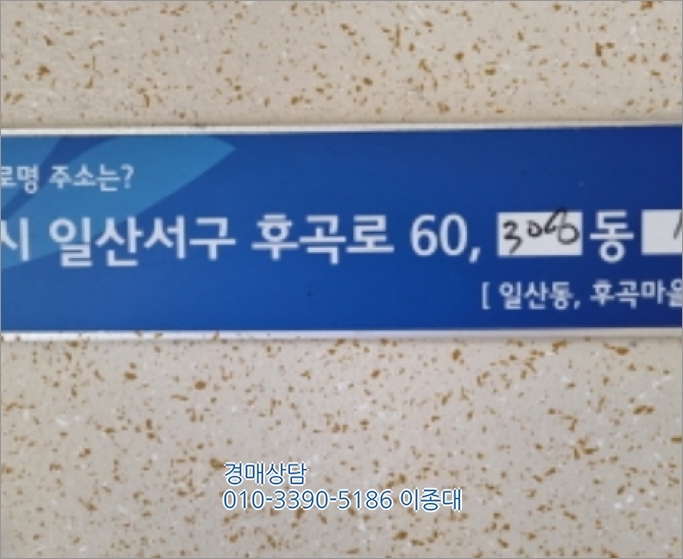 로명 주소는?
시 일산서구 후곡로 60, 308동
[ 일산동, 후곡마을
경매상담
010-3390-5186 이종대